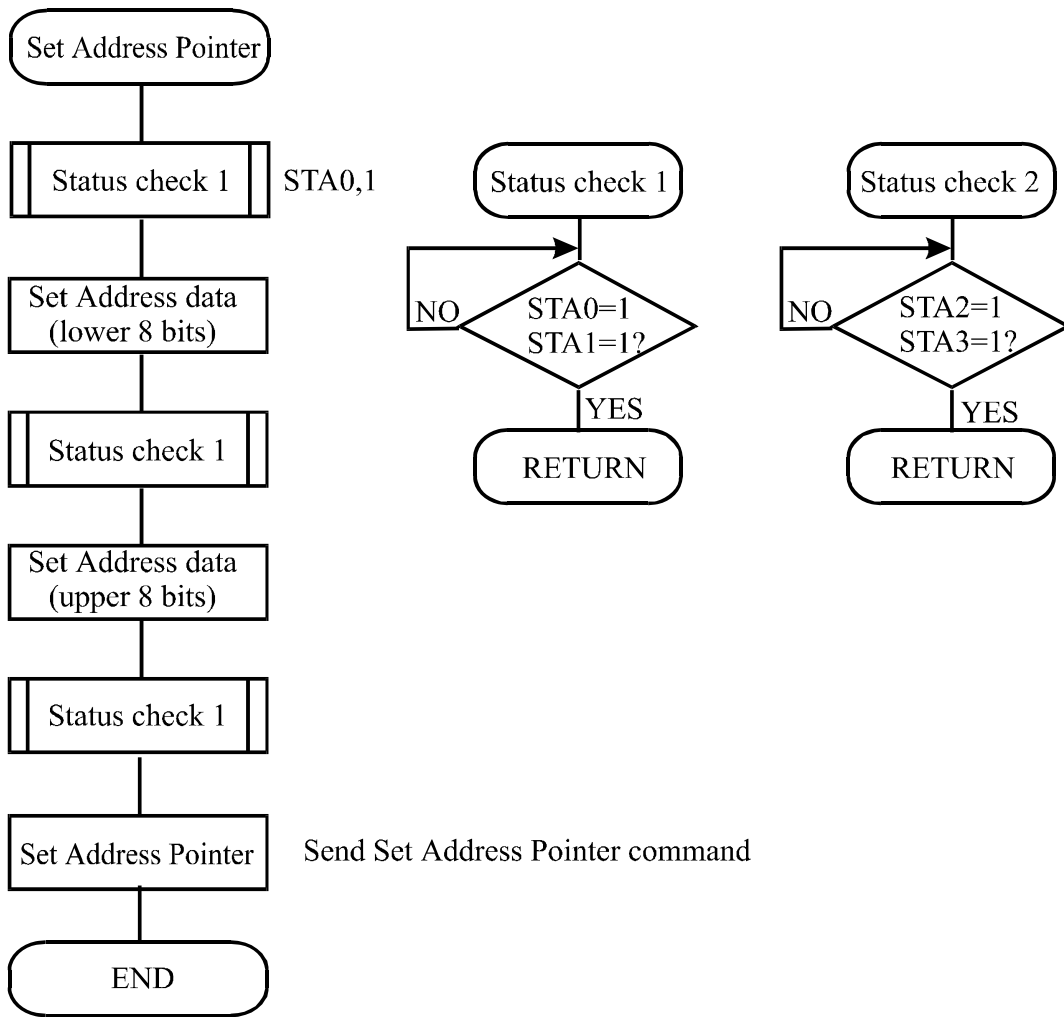 Set Address Pointer
Status check 1
STA0,1
Set Address data
(lower 8 bits)
Status check 1
Set Address data
(upper 8 bits)
Status check 1
Set Address Pointer
Send Set Address Pointer command
END
Status check 1
NO
STA0=1
STA1=1?
YES
RETURN
Status check 2
NO
STA2=1
STA3=1?
YES
RETURN